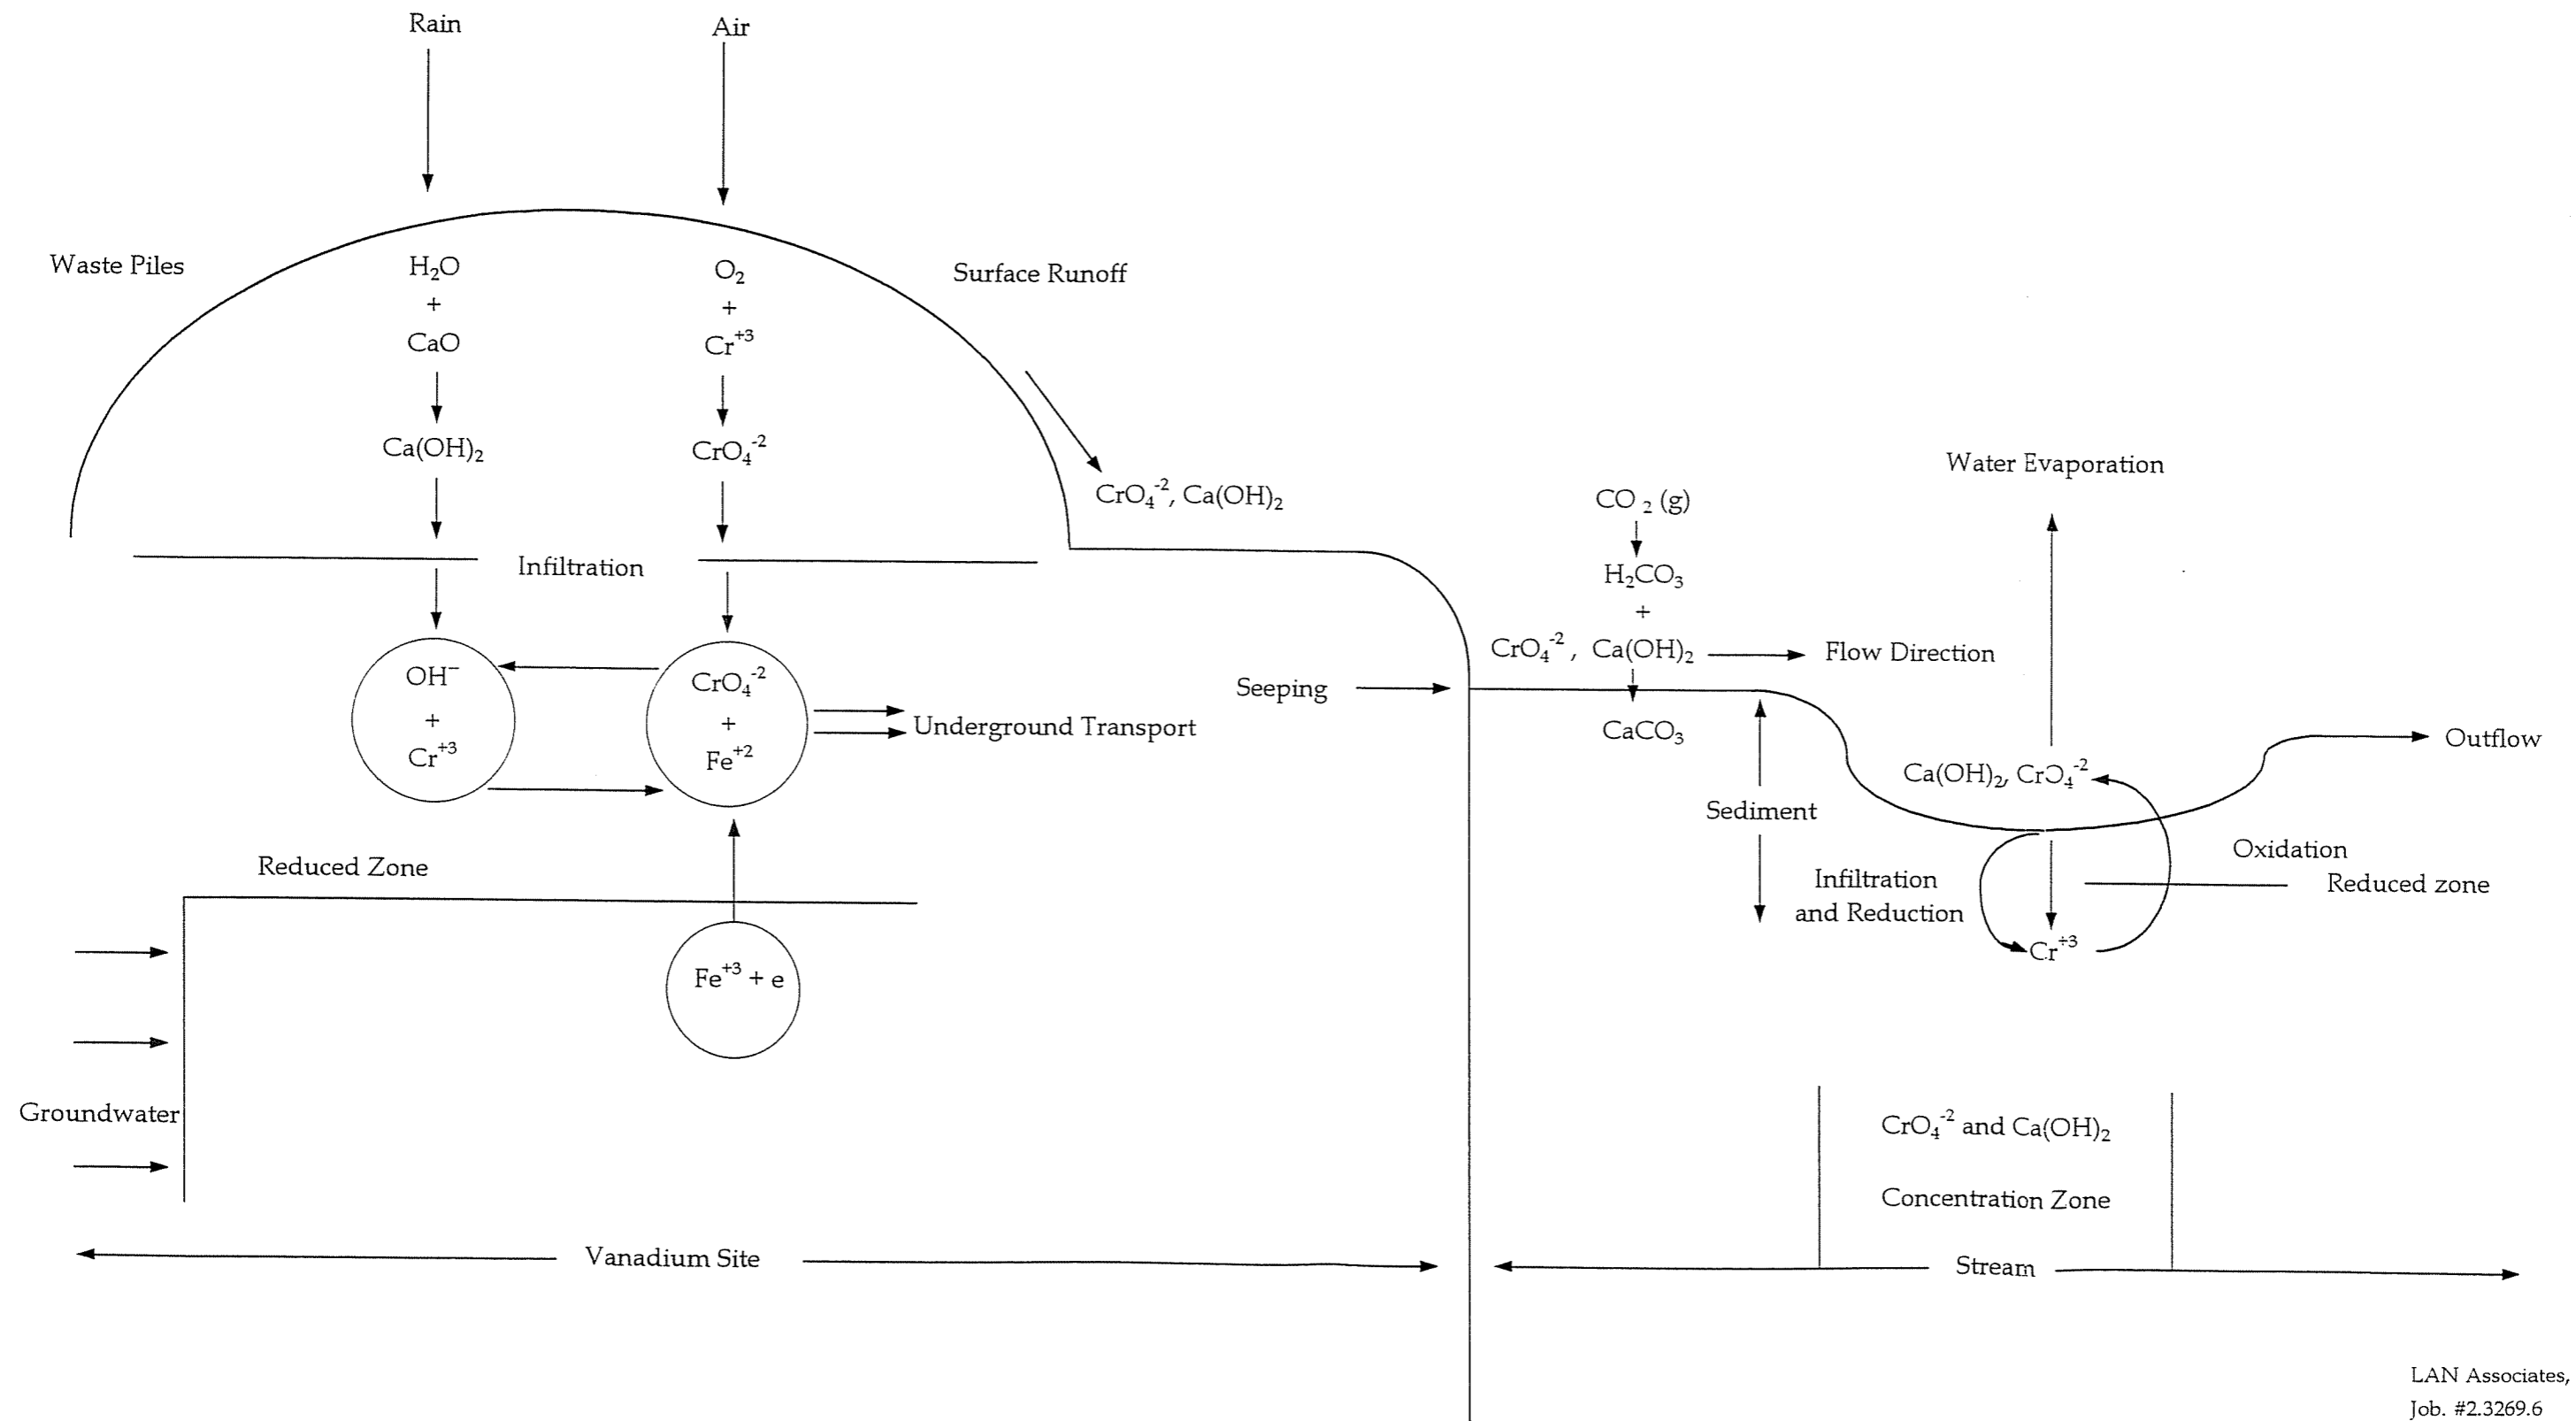 Rain
Air
Waste Piles
H₂O
+
CaO
Ca(OH)₂
O₂
+
Cr⁺³
CrO₄⁻²
Surface Runoff
CrO₄⁻², Ca(OH)₂
Infiltration
OH⁻
+
Cr⁺³
CrO₄⁻²
+
Fe⁺²
Underground Transport
Reduced Zone
Fe⁺³ + e
Groundwater
Vanadium Site
Seeping
CO₂ (g)
H₂CO₃
+
CrO₄⁻², Ca(OH)₂
Flow Direction
CaCO₃
Sediment
Water Evaporation
Ca(OH)₂, CrO₄⁻²
Outflow
Infiltration
and Reduction
Cr⁺³
Oxidation
Reduced zone
CrO₄⁻² and Ca(OH)₂
Concentration Zone
Stream
LAN Associates,
Job. #2.3269.6